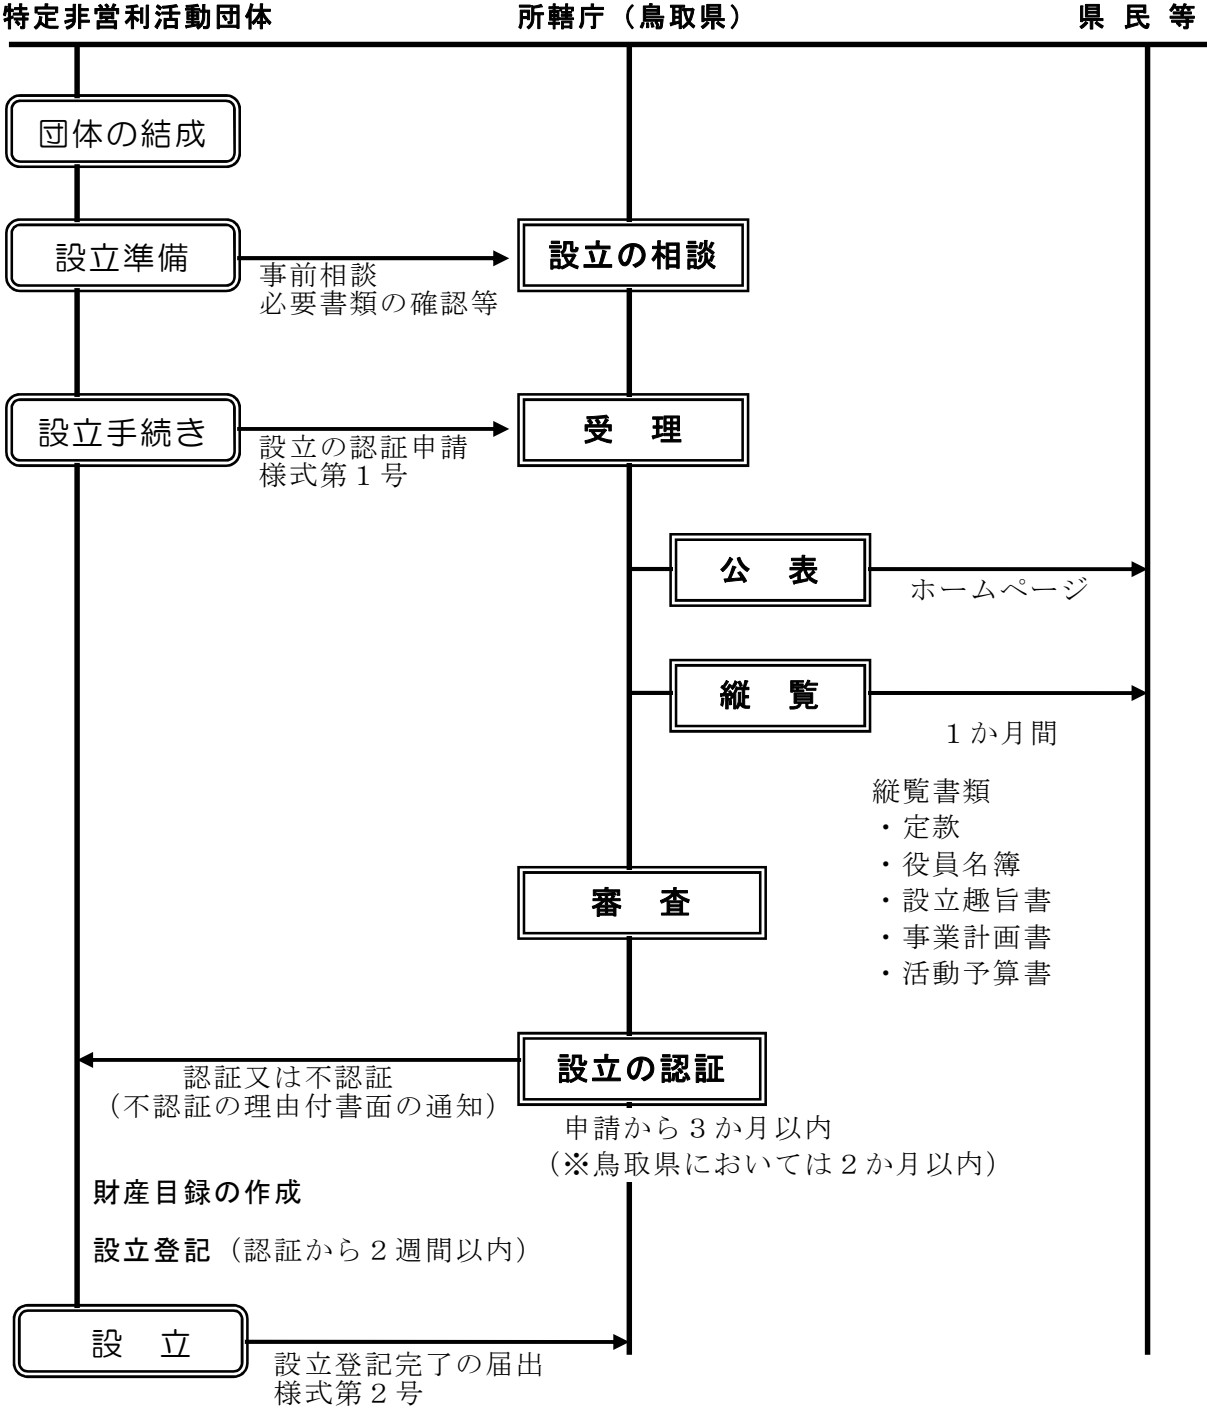 特定非営利活動団体
所轄庁（鳥取県）
県 民 等
団体の結成
設立準備
設立の相談
事前相談
必要書類の確認等
設立手続き
受　理
設立の認証申請
様式第１号
公　表
ホームページ
縦　覧
１か月間
縦覧書類
・定款
・役員名簿
・設立趣旨書
・事業計画書
・活動予算書
審　査
設立の認証
認証又は不認証
（不認証の理由付書面の通知）
申請から３か月以内
（※鳥取県においては２か月以内）
財産目録の作成
設立登記（認証から２週間以内）
設　立
設立登記完了の届出
様式第２号